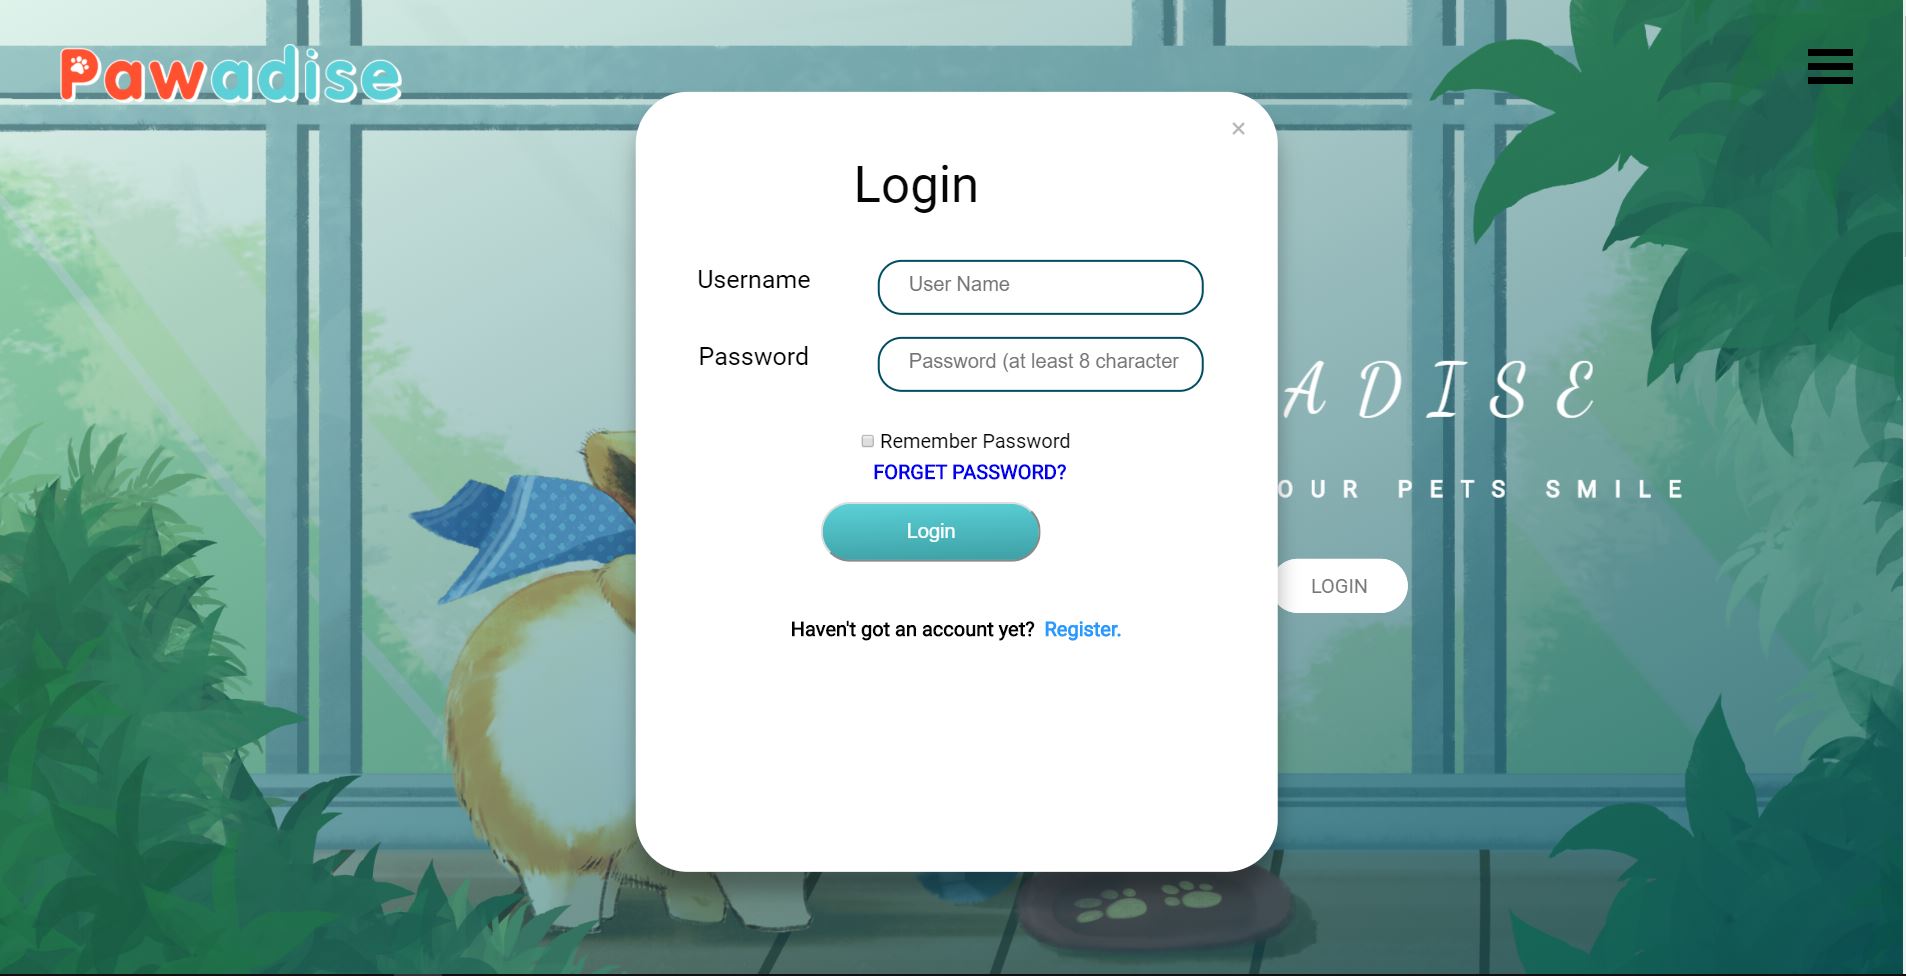 Pawadise
×
Login
Username
User Name
Password
Password (at least 8 character
Remember Password
FORGET PASSWORD?
Login
Haven't got an account yet? Register.
ADISE
OUR PETS SMILE
LOGIN